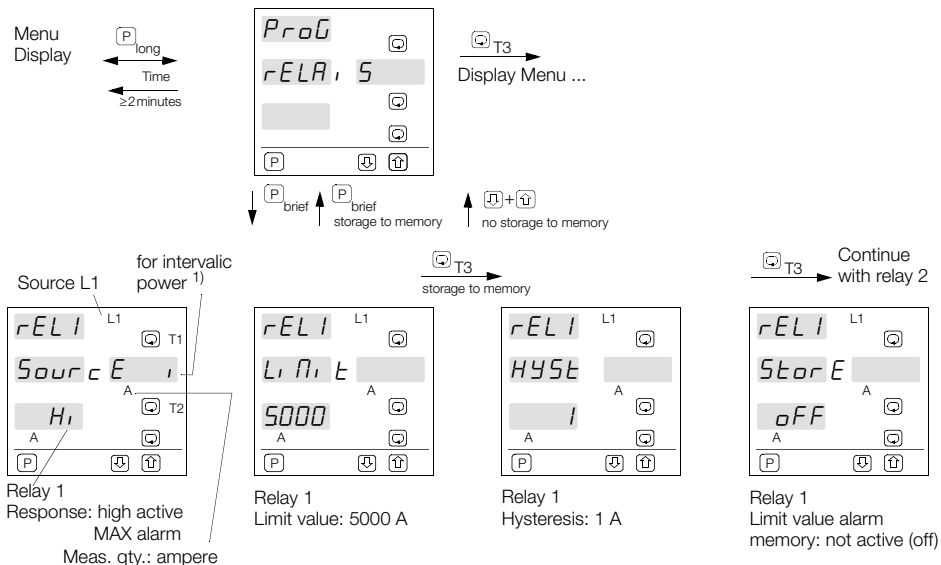 Menu
Display
P long
Time
≥2 minutes
ProG
rELAi S
P
T3
Display Menu ...
P brief
P brief
storage to memory
+
no storage to memory
Source L1
for intervalic
power 1)
T3
storage to memory
T3
Continue
with relay 2
rEL1 L1
T1
SourcE i
A
T2
Hi
A
P
Relay 1
Response: high active
MAX alarm
Meas. qty.: ampere
rEL1 L1
LiMit
A
5.000
A
P
Relay 1
Limit value: 5000 A
rEL1 L1
HYSt
A
1
A
P
Relay 1
Hysteresis: 1 A
rEL1 L1
StorE
A
oFF
A
P
Relay 1
Limit value alarm
memory: not active (off)